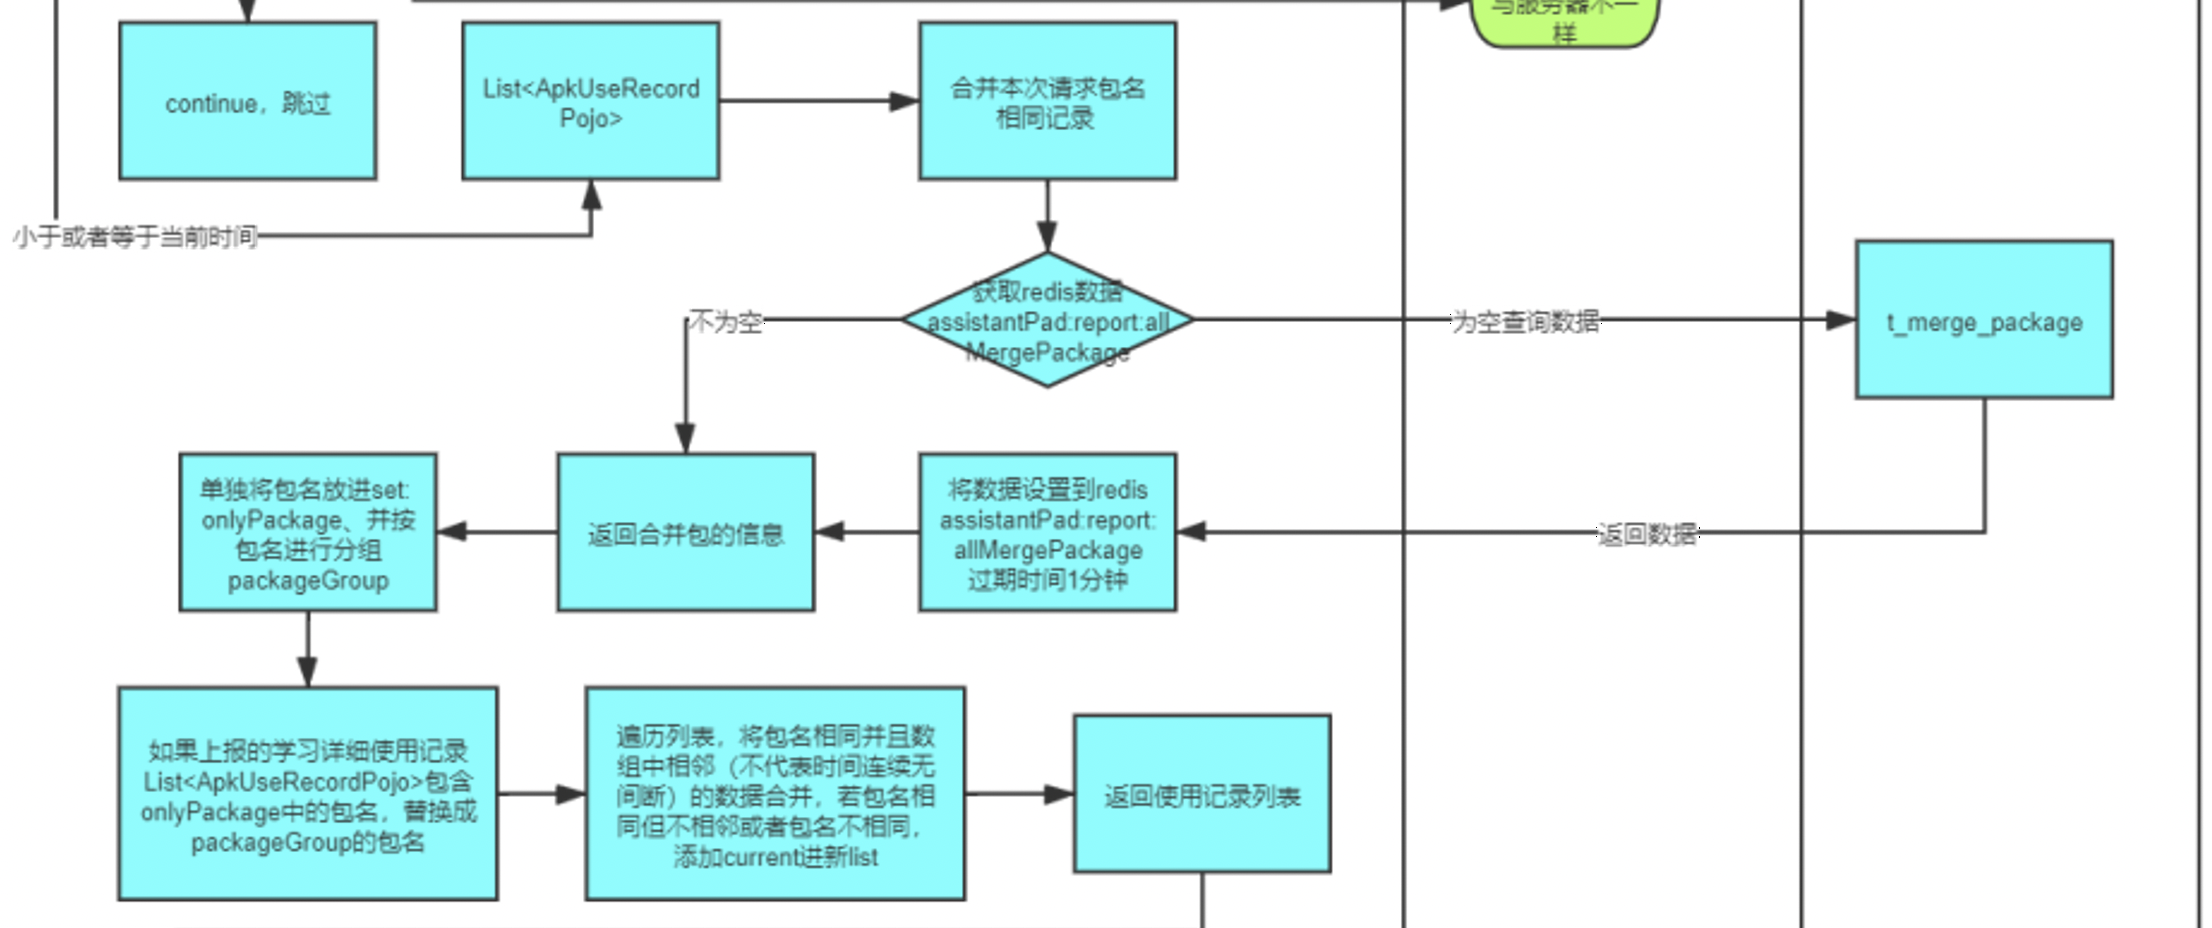 与服务器不一
样
continue，跳过
List<ApkUseRecord
Pojo>
合并本次请求包名
相同记录
小于或者等于当前时间
获取redis数据
assistantPad:report:all
MergePackage
不为空
为空查询数据
t_merge_package
单独将包名放进set:
onlyPackage、并按
包名进行分组
packageGroup
返回合并包的信息
将数据设置到redis
assistantPad:report:
allMergePackage
过期时间1分钟
返回数据
如果上报的学习详细使用记录
List<ApkUseRecordPojo>包含
onlyPackage中的包名，替换成
packageGroup的包名
遍历列表，将包名相同并且数
组中相邻（不代表时间连续无
间断）的数据合并，若包名相
同但不相邻或者包名不相同，
添加current进新list
返回使用记录列表